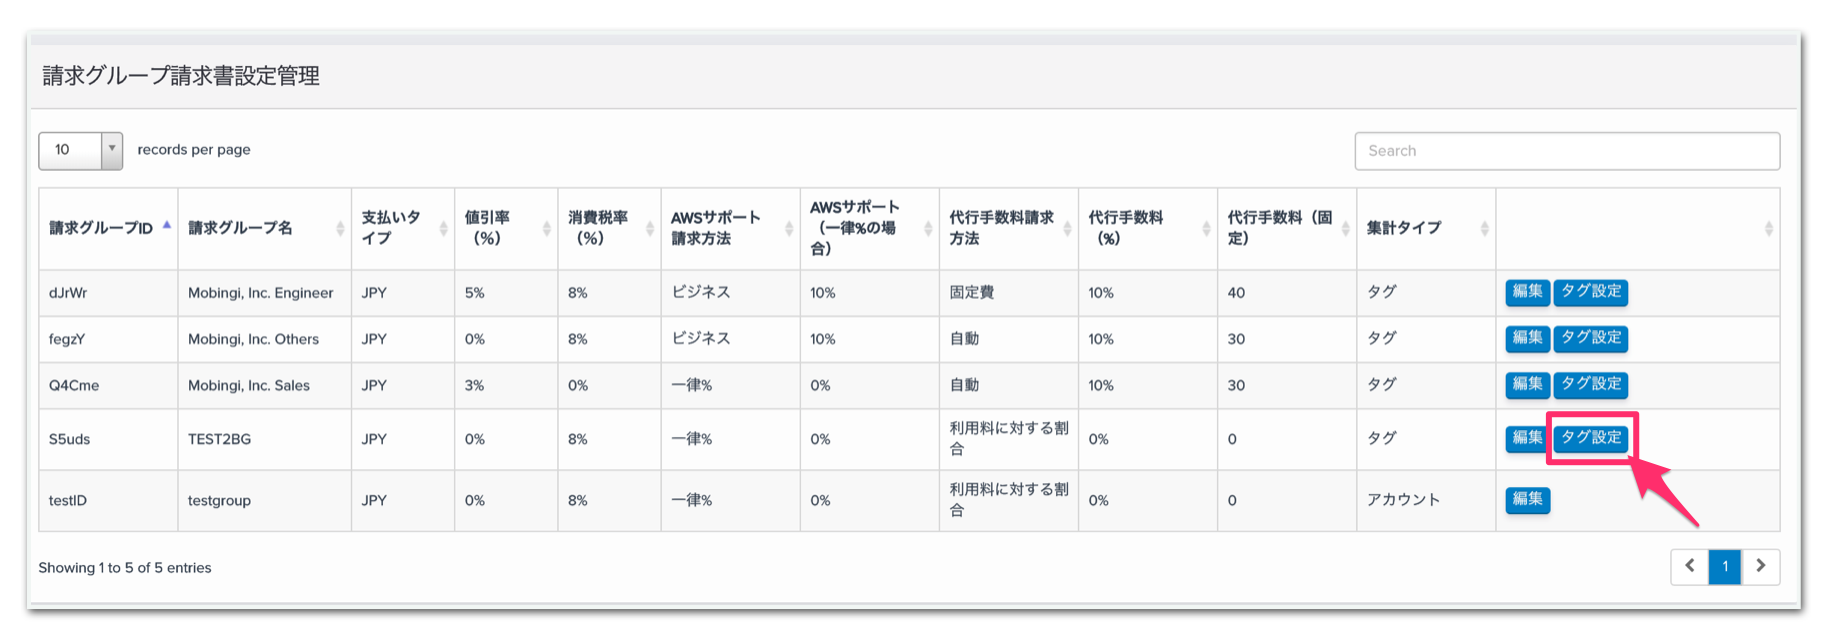 請求グループ請求書設定管理
10 records per page Search
請求グループID 請求グループ名 支払いタイプ 値引率（%） 消費税率（%） AWSサポート請求方法 AWSサポート（一律%の場合） 代行手数料請求方法 代行手数料（%） 代行手数料（固定） 集計タイプ
dJrWr Mobingi, Inc. Engineer JPY 5% 8% ビジネス 10% 固定費 10% 40 タグ 編集 タグ設定
fegzY Mobingi, Inc. Others JPY 0% 8% ビジネス 10% 自動 10% 30 タグ 編集 タグ設定
Q4Cme Mobingi, Inc. Sales JPY 3% 0% 一律% 0% 自動 10% 30 タグ 編集 タグ設定
S5uds TEST2BG JPY 0% 8% 一律% 0% 利用料に対する割合 0% 0 タグ 編集 タグ設定
testID testgroup JPY 0% 8% 一律% 0% 利用料に対する割合 0% 0 アカウント 編集
Showing 1 to 5 of 5 entries 1